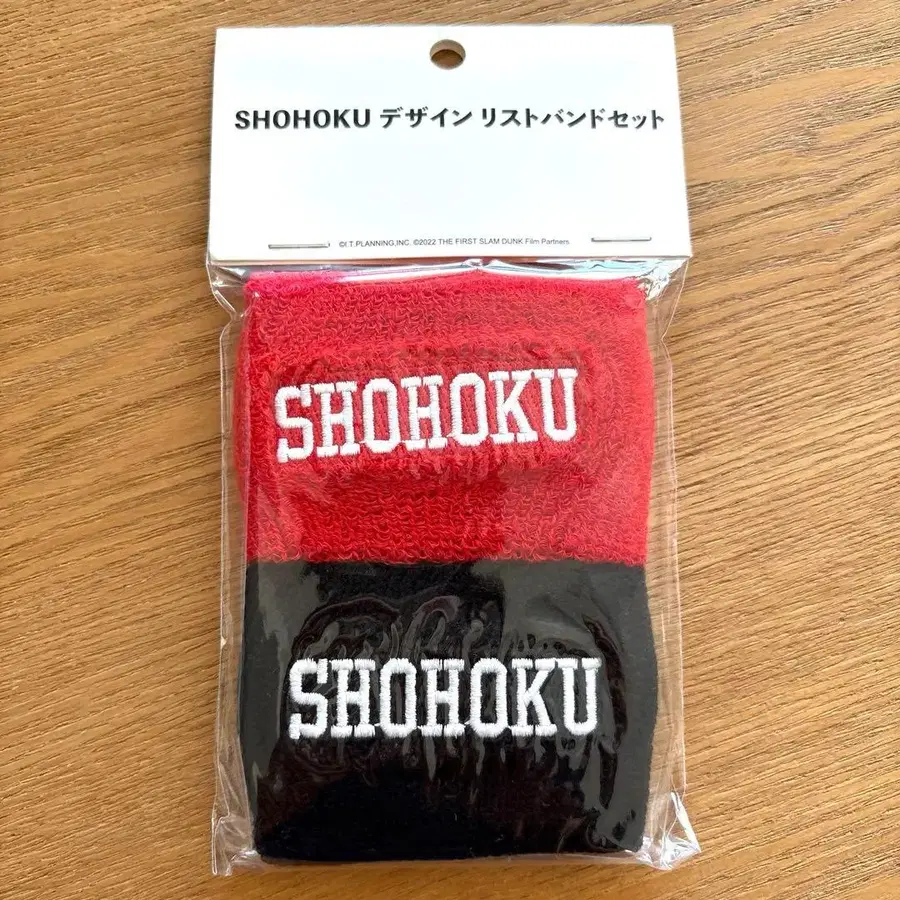 SHOHOKU デザイン リストバンドセット
©I.T.PLANNING,INC. ©2022 THE FIRST SLAM DUNK Film Partners
SHOHOKU
SHOHOKU